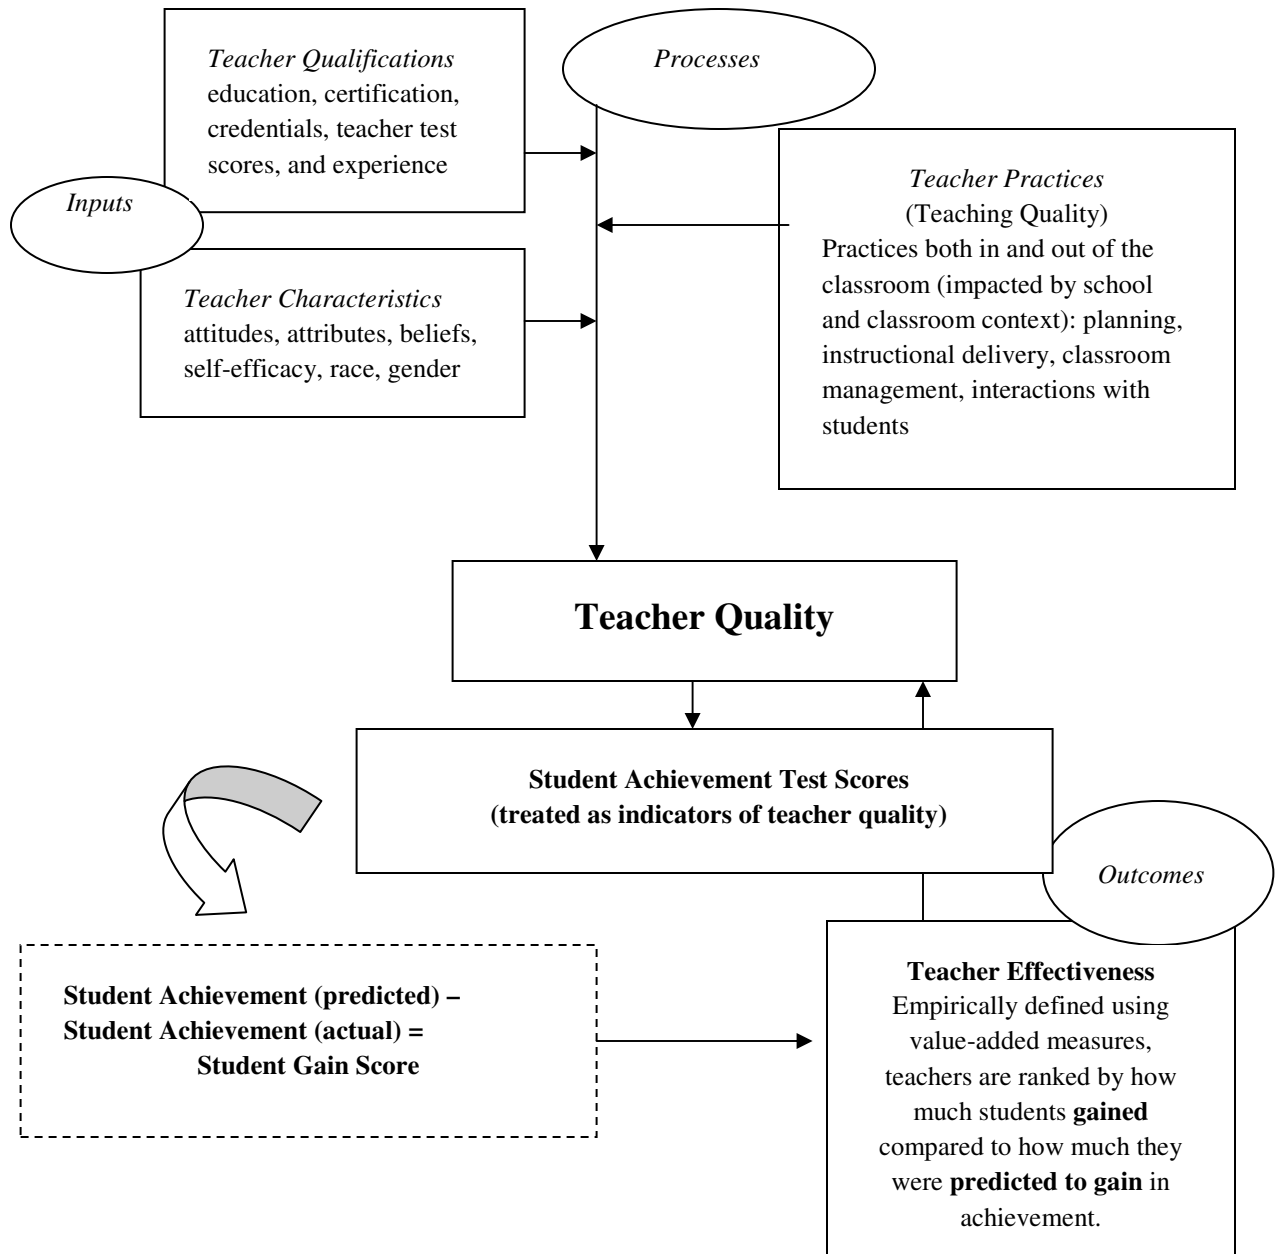 Teacher Qualifications
education, certification,
credentials, teacher test
scores, and experience
Processes
Inputs
Teacher Practices
(Teaching Quality)
Practices both in and out of the
classroom (impacted by school
and classroom context): planning,
instructional delivery, classroom
management, interactions with
students
Teacher Characteristics
attitudes, attributes, beliefs,
self-efficacy, race, gender
Teacher Quality
Student Achievement Test Scores
(treated as indicators of teacher quality)
Outcomes
Student Achievement (predicted) –
Student Achievement (actual) =
Student Gain Score
Teacher Effectiveness
Empirically defined using
value-added measures,
teachers are ranked by how
much students gained
compared to how much they
were predicted to gain in
achievement.